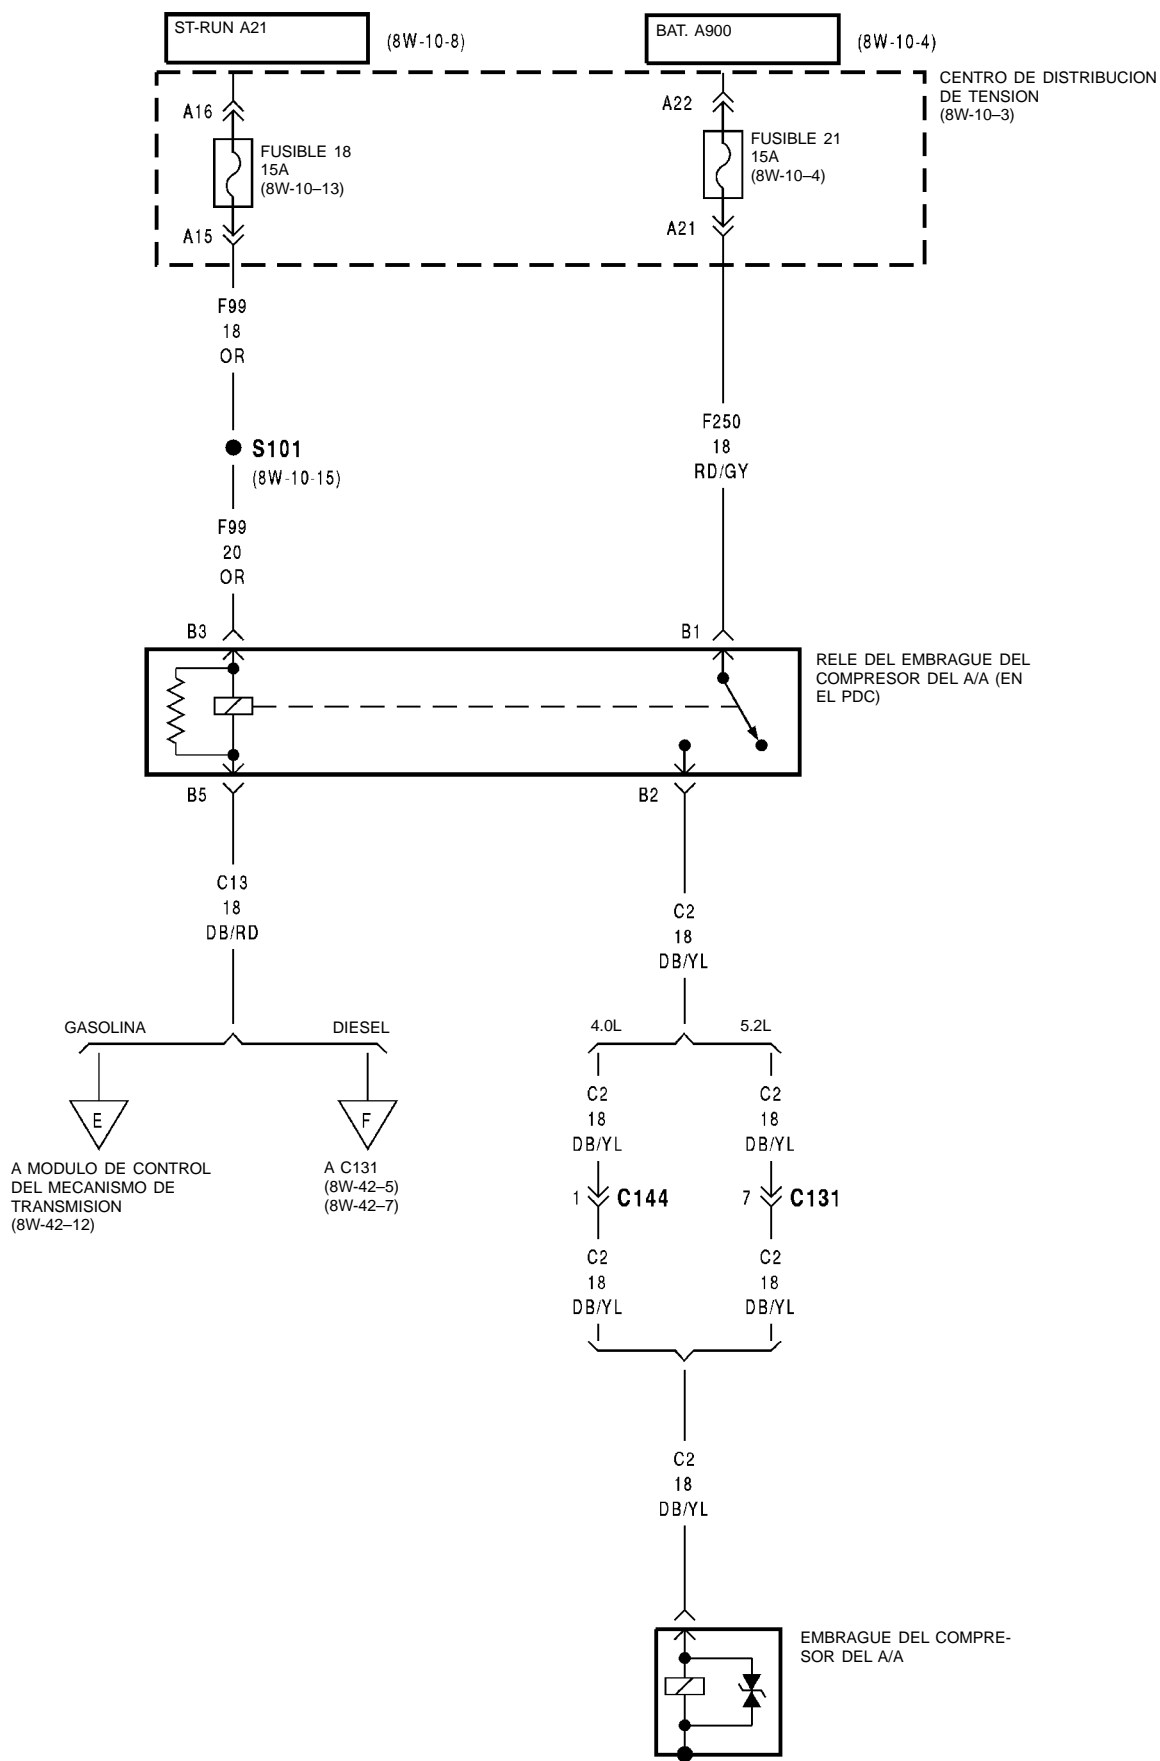 ST-RUN A21
(8W-10-8)
BAT. A900
(8W-10-4)
CENTRO DE DISTRIBUCION
DE TENSION
(8W-10–3)
A16
FUSIBLE 18
15A
(8W-10–13)
A15
A22
FUSIBLE 21
15A
(8W-10–4)
A21
F99
18
OR
S101
(8W-10-15)
F99
20
OR
F250
18
RD/GY
B3
B1
RELE DEL EMBRAGUE DEL
COMPRESOR DEL A/A (EN
EL PDC)
B5
B2
C13
18
DB/RD
C2
18
DB/YL
GASOLINA
DIESEL
E
F
A MODULO DE CONTROL
DEL MECANISMO DE
TRANSMISION
(8W-42–12)
A C131
(8W-42–5)
(8W-42–7)
4.0L
5.2L
C2
18
DB/YL
C2
18
DB/YL
1
C144
7
C131
C2
18
DB/YL
C2
18
DB/YL
C2
18
DB/YL
EMBRAGUE DEL COMPRE-
SOR DEL A/A